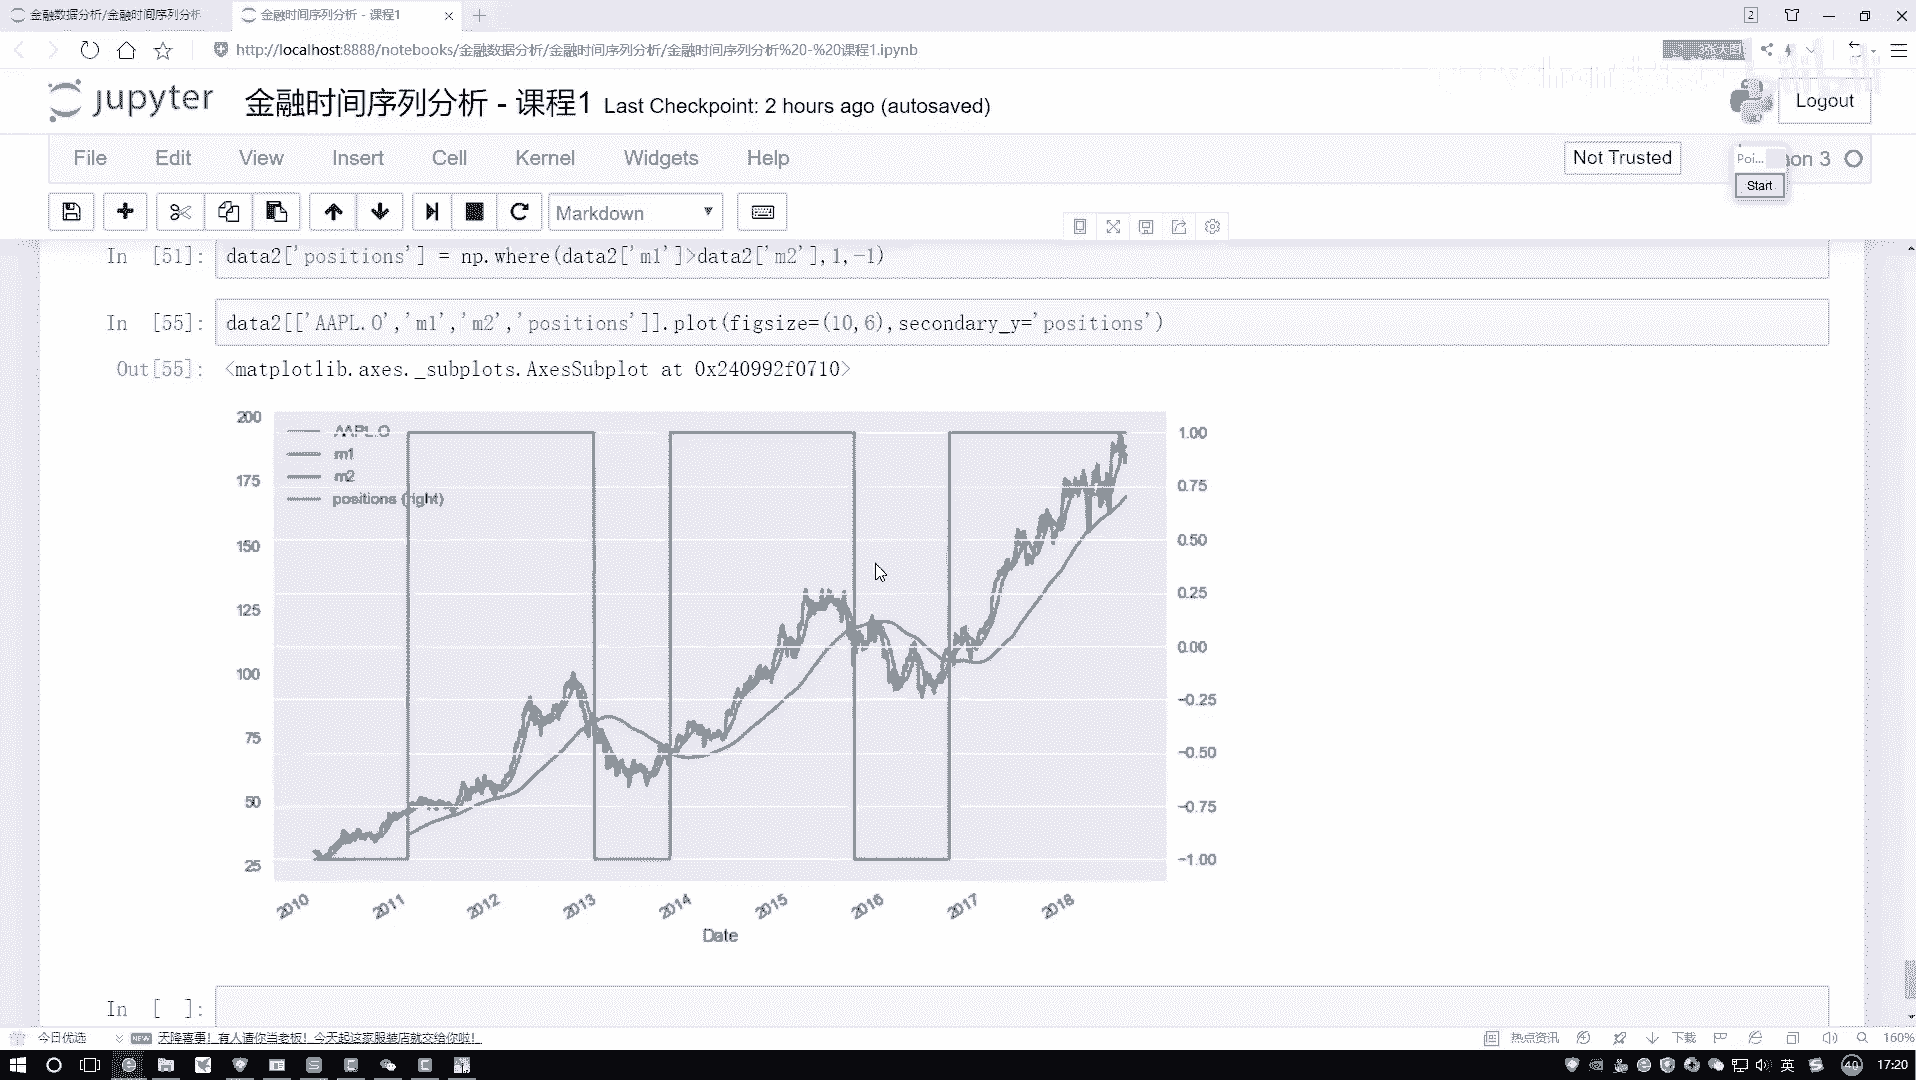 金融数据分析/金融时间序列分析
金融时间序列分析 - 课程1
2
http://localhost:8888/notebooks/金融数据分析/金融时间序列分析/金融时间序列分析%20-%20课程1.ipynb
jupyter
金融时间序列分析 - 课程1 Last Checkpoint: 2 hours ago (autosaved)
Logout
File Edit View Insert Cell Kernel Widgets Help
Not Trusted
Poi...
on 3
Start
Markdown
In [51]: data2['positions'] = np.where(data2['m1']>data2['m2'],1,-1)
In [55]: data2[['AAPL.O','m1','m2','positions']].plot(figsize=(10,6),secondary_y='positions')
Out[55]: <matplotlib.axes._subplots.AxesSubplot at 0x240992f0710>
AAPL.O
m1
m2
positions (right)
200
175
150
125
100
75
50
25
1.00
0.75
0.50
0.25
0.00
-0.25
-0.50
-0.75
-1.00
2010 2011 2012 2013 2014 2015 2016 2017 2018
Date
In [ ]:
今日优选
NEW
天降喜事！有人请你当老板！今天起这家服装店就交给你啦！
热点资讯
下载
160%
英
40
17:20